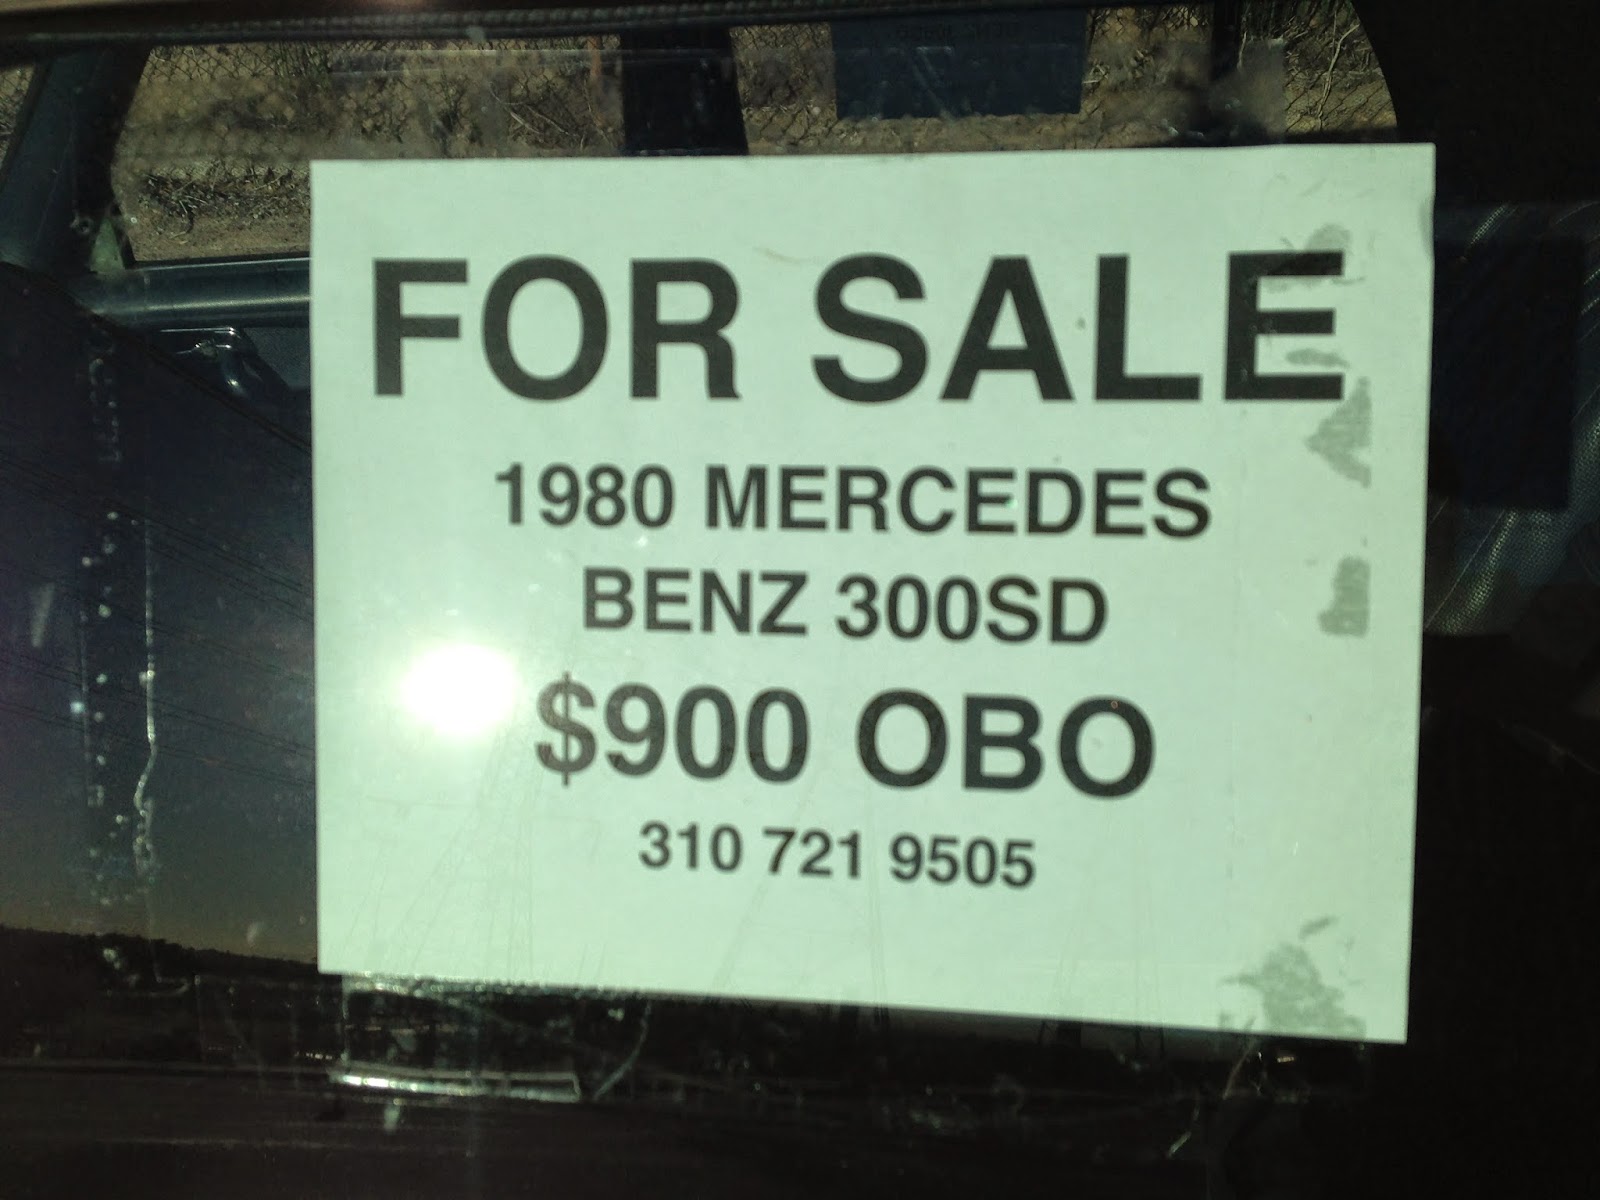 FOR SALE
1980 MERCEDES
BENZ 300SD
$900 OBO
310 721 9505